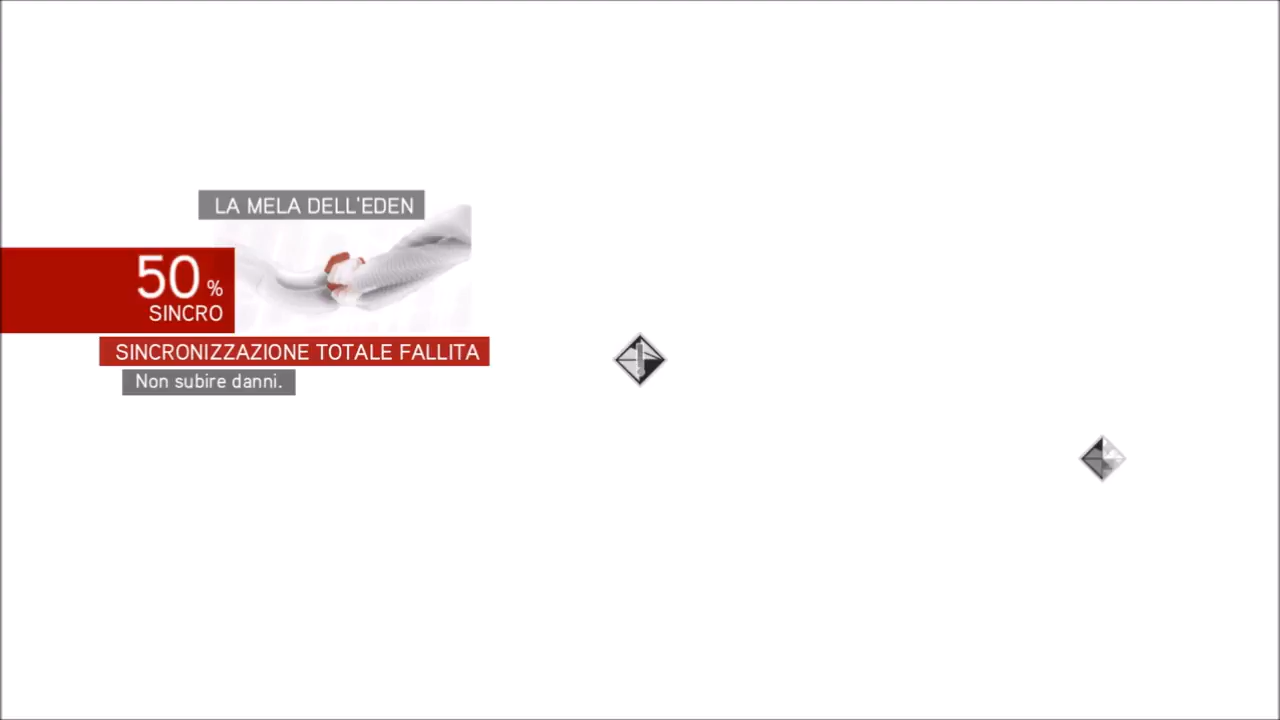 LA MELA DELL'EDEN
50 %
SINCRO
SINCRONIZZAZIONE TOTALE FALLITA
Non subire danni.